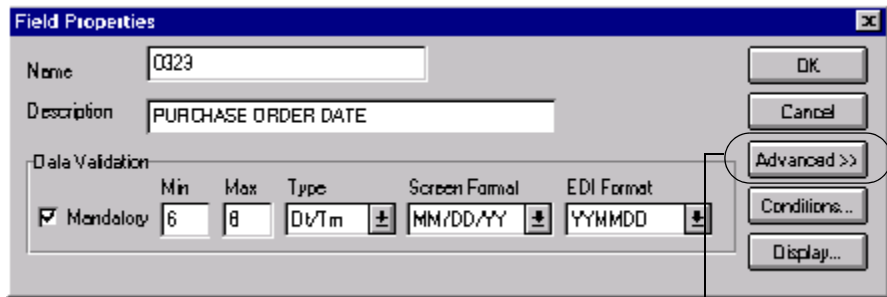 Field Properties
Name 0323
OK
Description PURCHASE ORDER DATE
Cancel
Data Validation
Advanced >>
Min Max Type Screen Format EDI Format
Mandatory 6 8 Dt/Tm MM/DD/YY YYMMDD
Conditions...
Display...